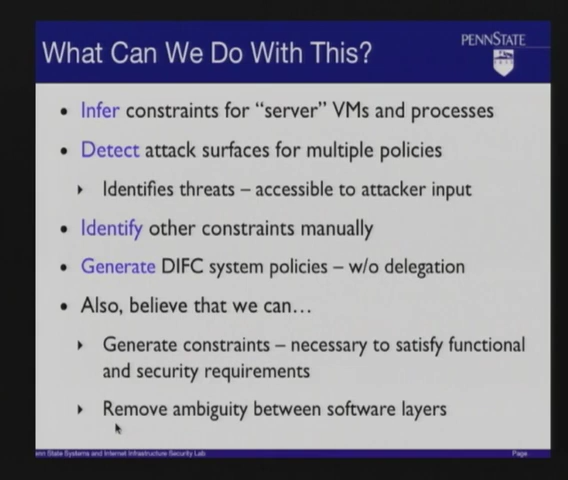 What Can We Do With This?
PENNSTATE
• Infer constraints for “server” VMs and processes
• Detect attack surfaces for multiple policies
‣ Identifies threats – accessible to attacker input
• Identify other constraints manually
• Generate DIFC system policies – w/o delegation
• Also, believe that we can…
‣ Generate constraints – necessary to satisfy functional
and security requirements
‣ Remove ambiguity between software layers
enn State Systems and Internet Infrastructure Security Lab
Page